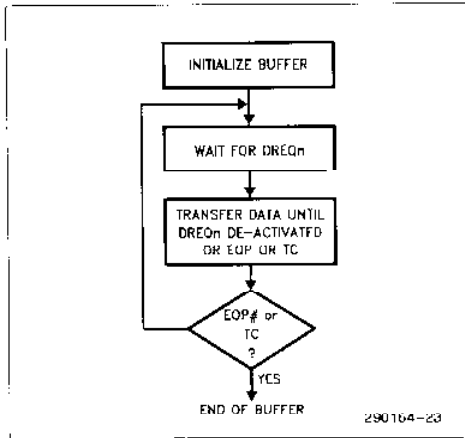 INITIALIZE BUFFER
WAIT FOR DREQn
TRANSFER DATA UNTIL
DREQn DE-ACTIVATED
OR EOP OR TC
EOP# or
TC
?
YES
END OF BUFFER
290164-23